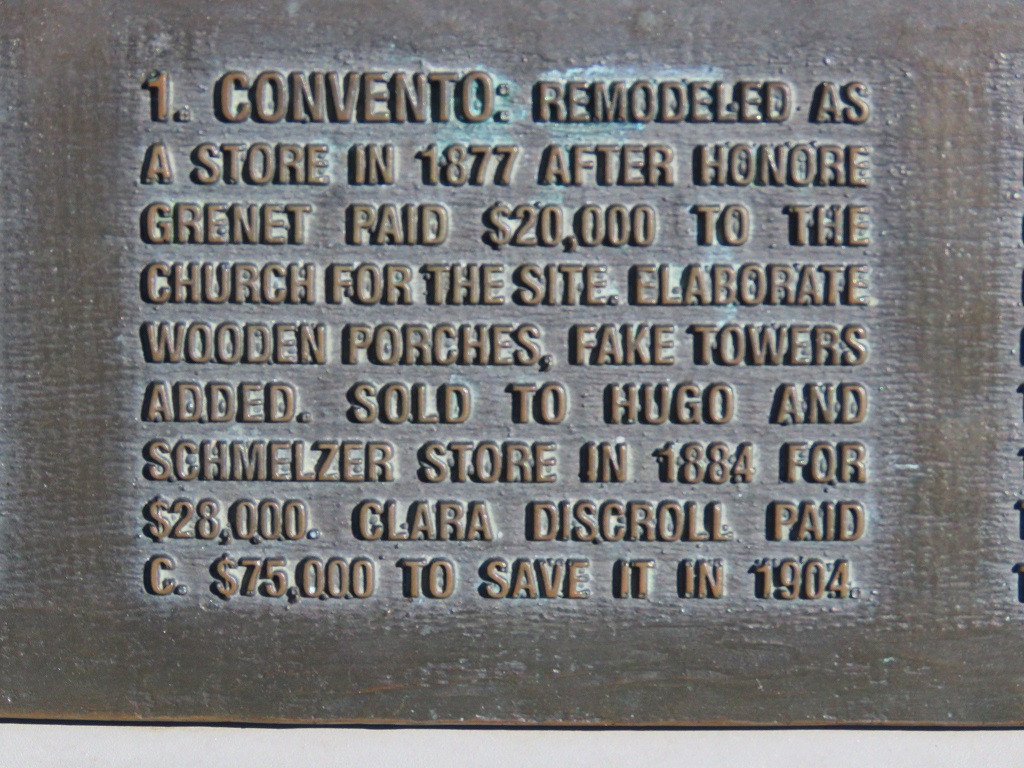 1. CONVENTO: REMODELED AS
A STORE IN 1877 AFTER HONORE
GRENET PAID $20,000 TO THE
CHURCH FOR THE SITE. ELABORATE
WOODEN PORCHES, FAKE TOWERS
ADDED. SOLD TO HUGO AND
SCHMELZER STORE IN 1884 FOR
$28,000. CLARA DISCROLL PAID
C. $75,000 TO SAVE IT IN 1904.